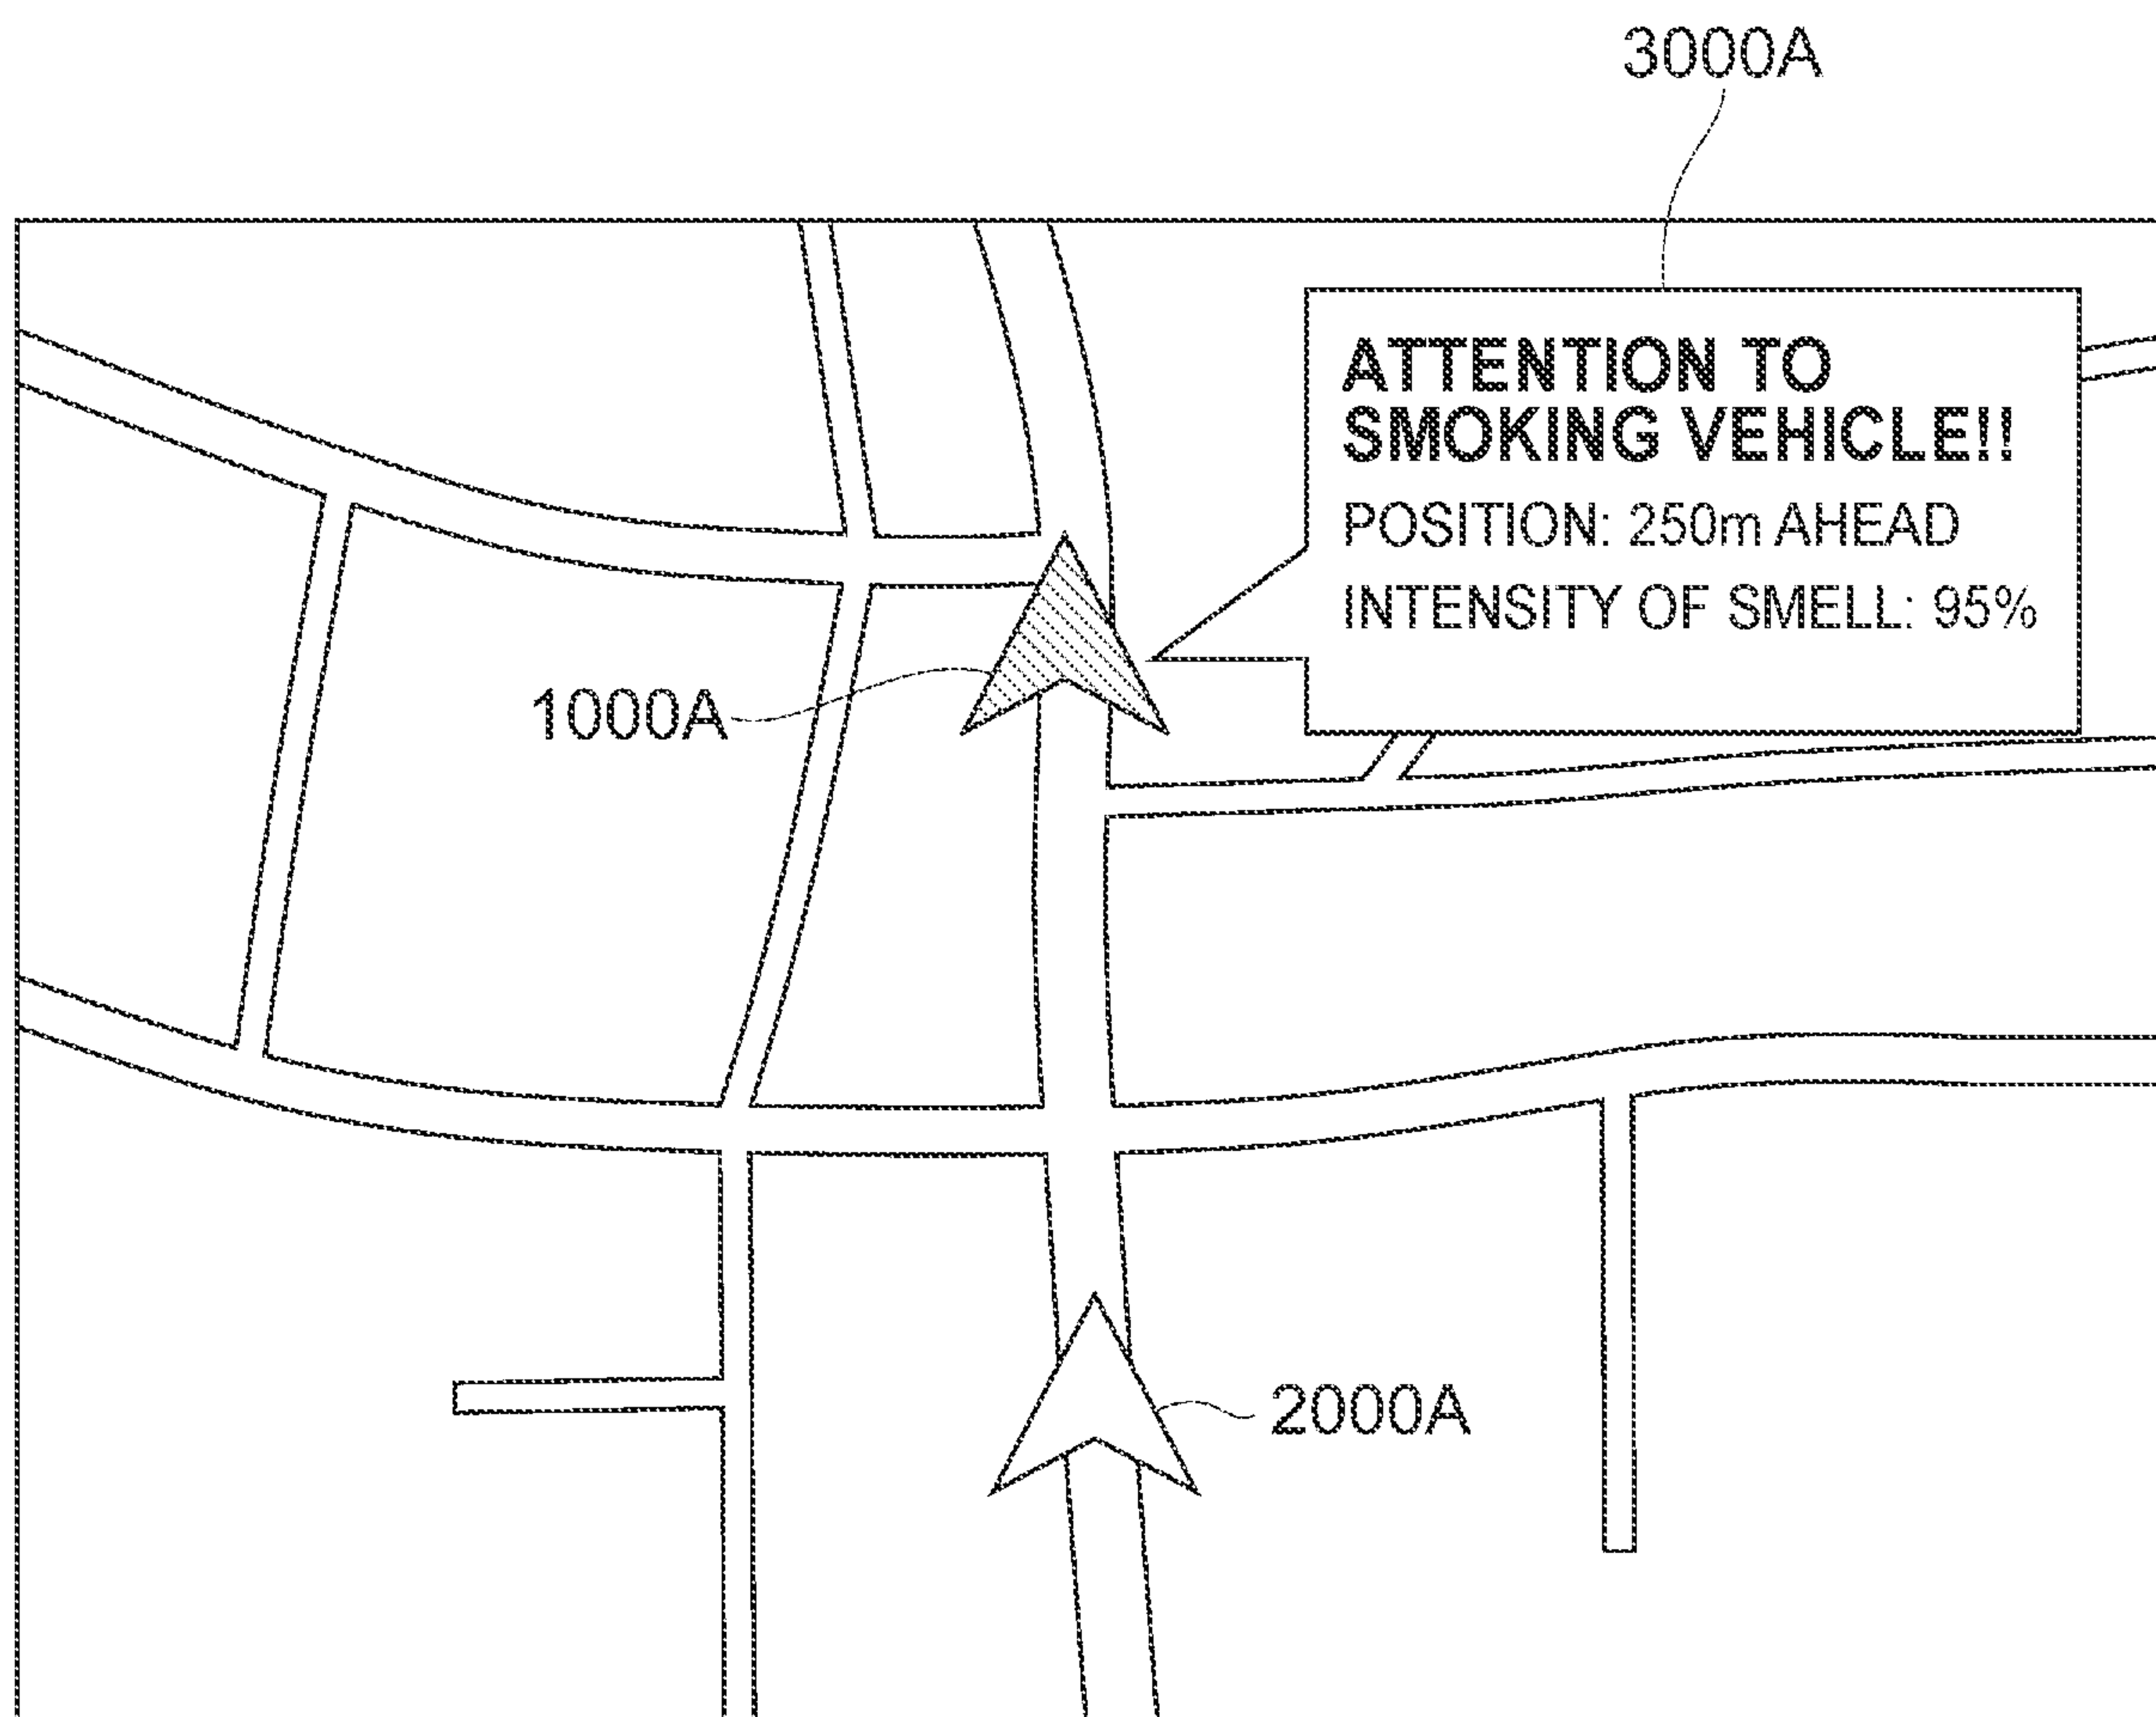 3000A
ATTENTION TO
SMOKING VEHICLE!!
POSITION: 250m AHEAD
INTENSITY OF SMELL: 95%
1000A
2000A